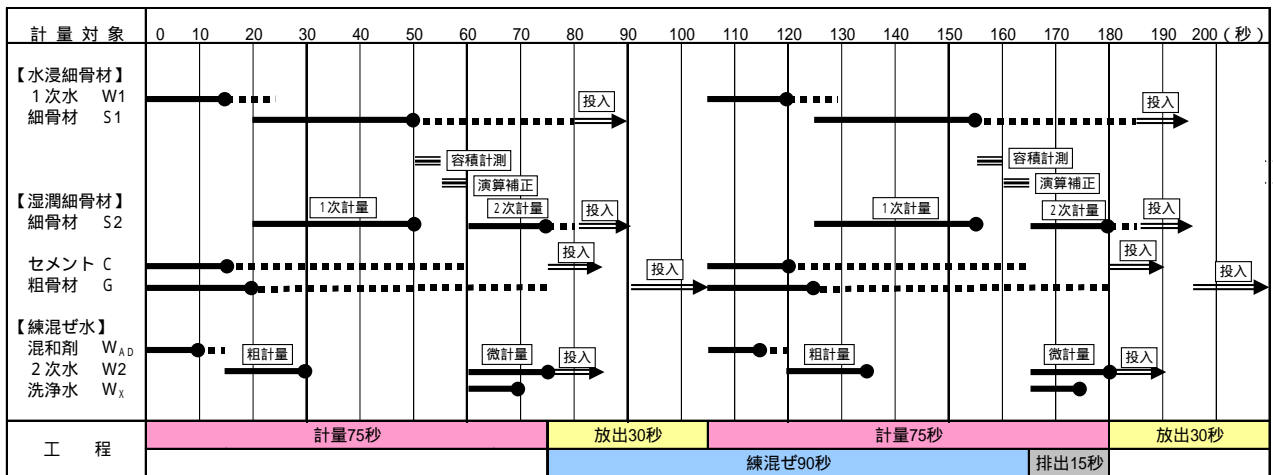 計 量 対 象 0 10 20 30 40 50 60 70 80 90 100 110 120 130 140 150 160 170 180 190 200（秒）
【水浸細骨材】
1次水 W1
投入 投入
細骨材 S1
容積計測 容積計測
演算補正 演算補正
【湿潤細骨材】
細骨材 S2
1次計量 2次計量 投入 1次計量 2次計量 投入
セメント C 投入 投入
粗骨材 G 投入 投入
【練混ぜ水】
混和剤 WAD
2次水 W2 粗計量 微計量 投入 粗計量 微計量 投入
洗浄水 WX
工 程 計量75秒 放出30秒 計量75秒 放出30秒
練混ぜ90秒 排出15秒